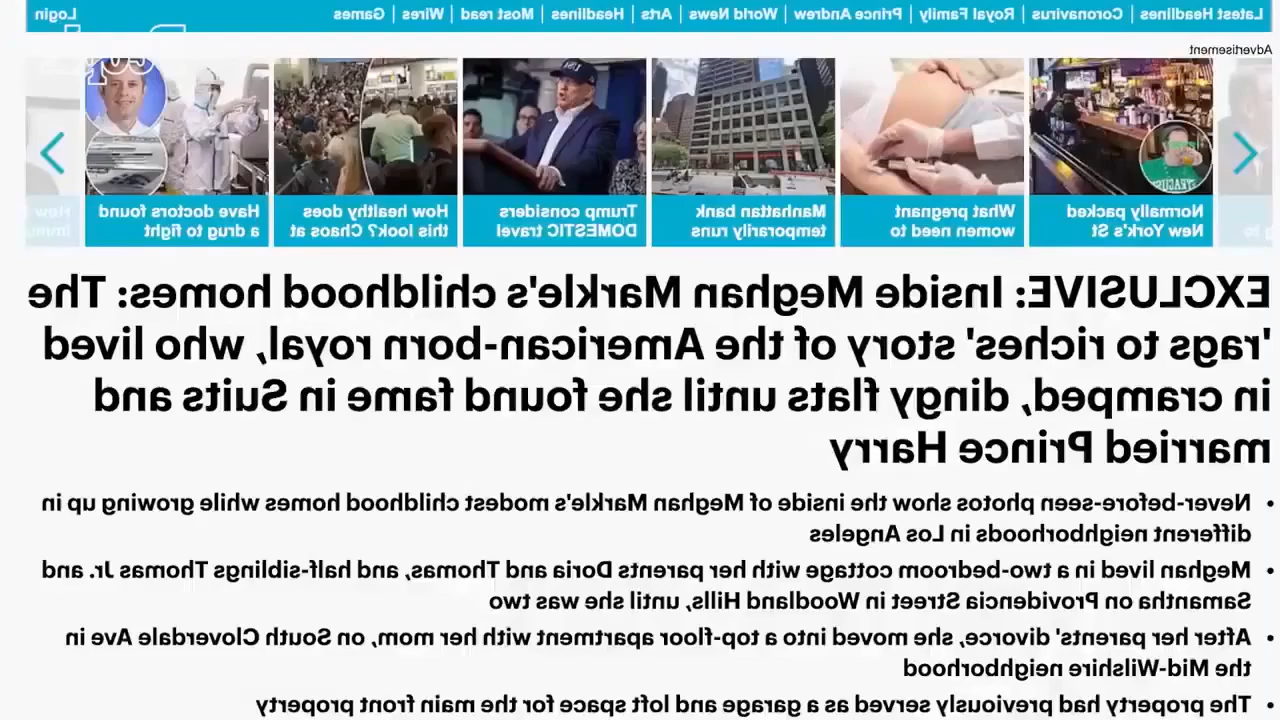 Latest Headlines | Coronavirus | Royal Family | Prince Andrew | World News | Arts | Headlines | Most read | Wires | Games Login
Advertisement
Normally packed
New York's St
What pregnant
women need to
Manhattan bank
temporarily runs
Trump considers
DOMESTIC travel
How healthy does
this look? Chaos at
Have doctors found
a drug to fight
EXCLUSIVE: Inside Meghan Markle's childhood homes: The
'rags to riches' story of the American-born royal, who lived
in cramped, dingy flats until she found fame in Suits and
married Prince Harry
• Never-before-seen photos show the inside of Meghan Markle's modest childhood homes while growing up in
different neighborhoods in Los Angeles
• Meghan lived in a two-bedroom cottage with her parents Doria and Thomas, and half-siblings Thomas Jr. and
Samantha on Providencia Street in Woodland Hills, until she was two
• After her parents' divorce, she moved into a top-floor apartment with her mom, on South Cloverdale Ave in
the Mid-Wilshire neighborhood
• The property had previously served as a garage and loft space for the main front property